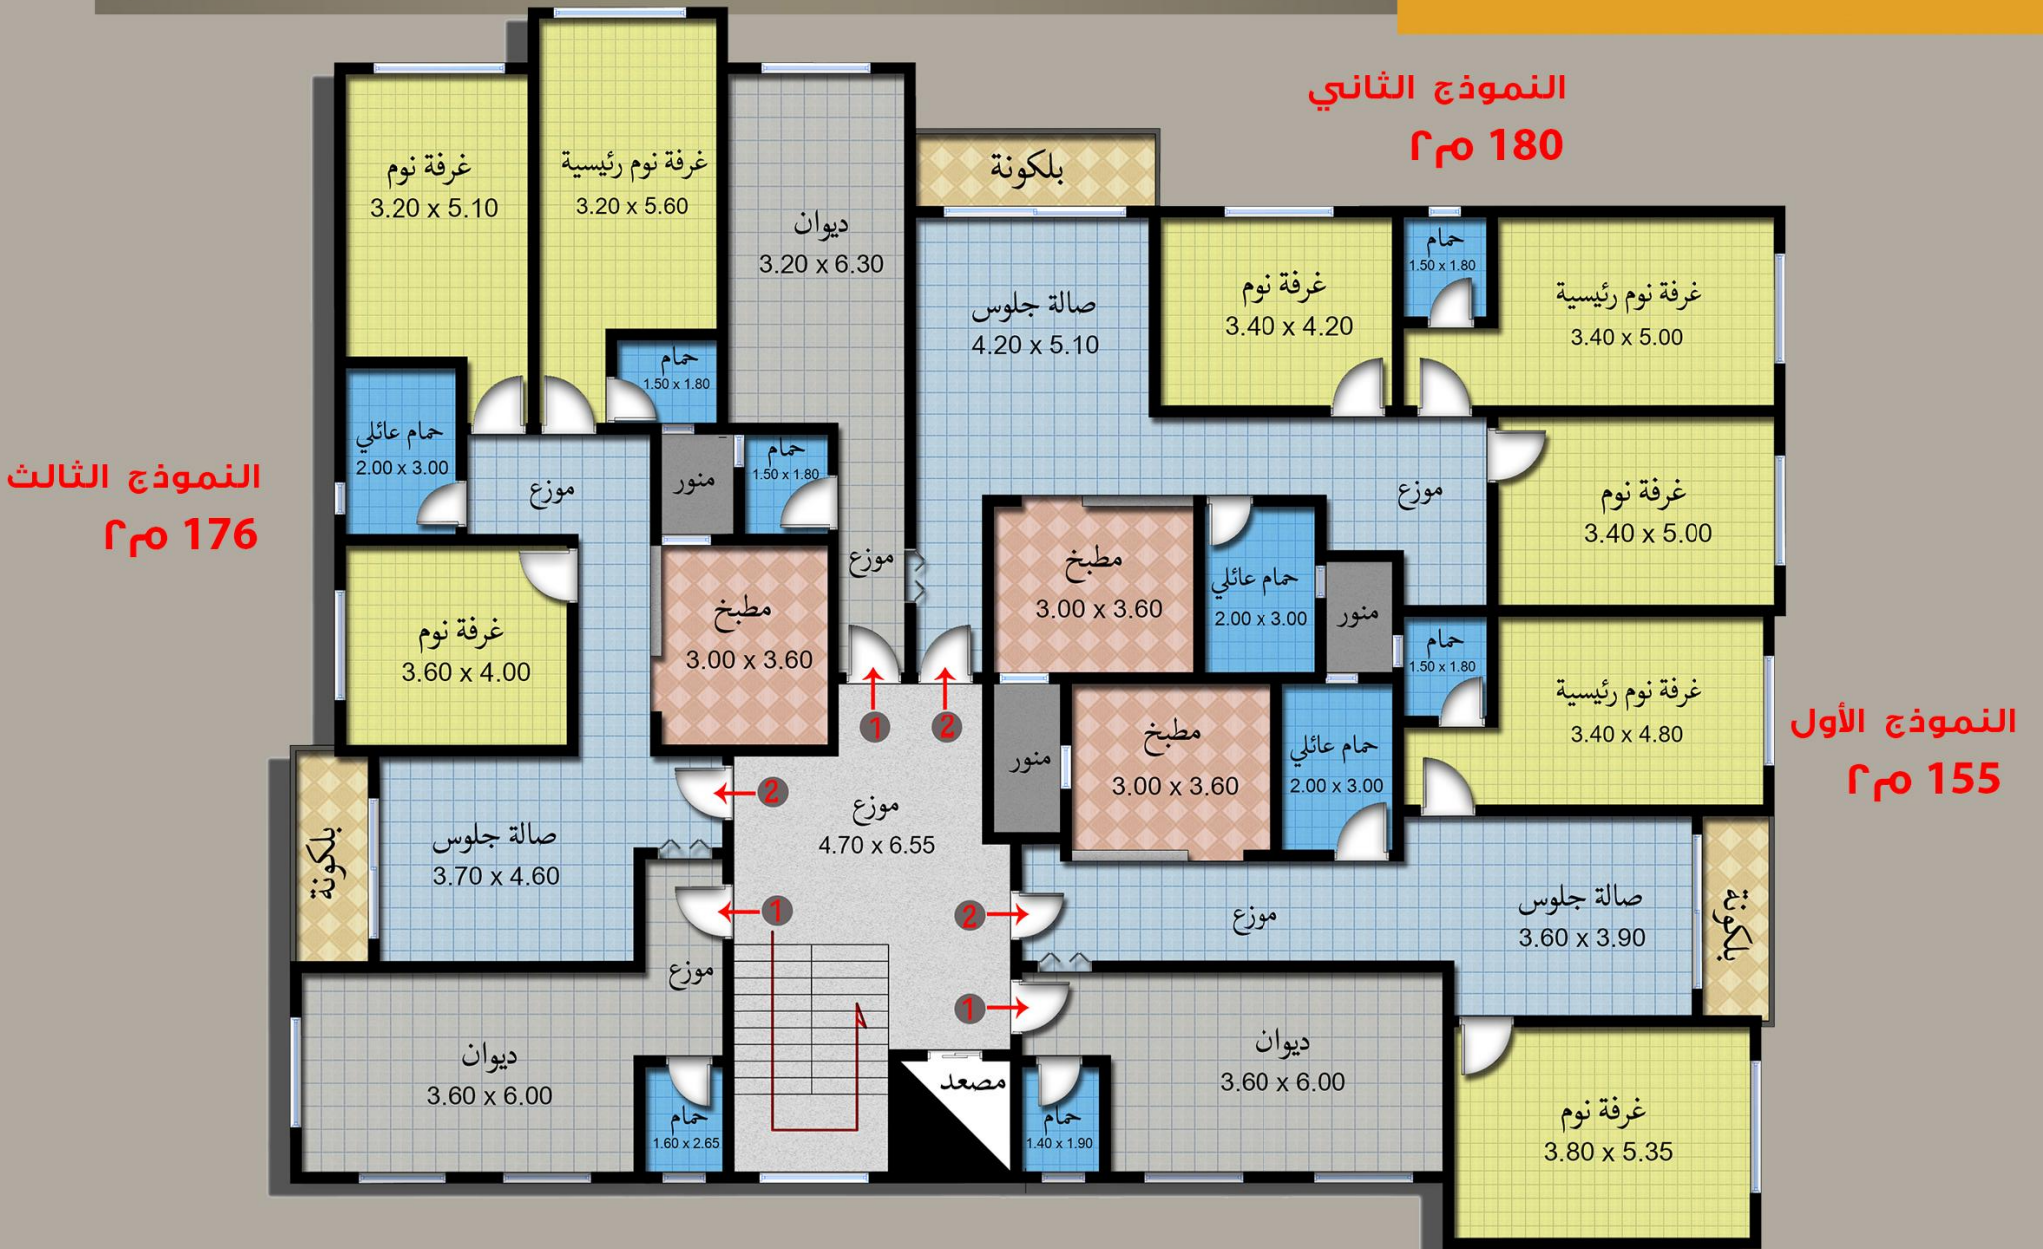 النموذج الثاني
180 م٢
النموذج الثالث
176 م٢
النموذج الأول
155 م٢
غرفة نوم
3.20 x 5.10
غرفة نوم رئيسية
3.20 x 5.60
ديوان
3.20 x 6.30
بلكونة
صالة جلوس
4.20 x 5.10
غرفة نوم
3.40 x 4.20
حمام
1.50 x 1.80
غرفة نوم رئيسية
3.40 x 5.00
حمام
1.50 x 1.80
حمام عائلي
2.00 x 3.00
موزع
منور
حمام
1.50 x 1.80
موزع
غرفة نوم
3.40 x 5.00
موزع
مطبخ
3.00 x 3.60
حمام عائلي
2.00 x 3.00
منور
غرفة نوم
3.60 x 4.00
مطبخ
3.00 x 3.60
حمام
1.50 x 1.80
غرفة نوم رئيسية
3.40 x 4.80
1
2
منور
مطبخ
3.00 x 3.60
حمام عائلي
2.00 x 3.00
2
موزع
4.70 x 6.55
بلكونة
صالة جلوس
3.70 x 4.60
1
2
موزع
صالة جلوس
3.60 x 3.90
بلكونة
موزع
1
ديوان
3.60 x 6.00
حمام
1.60 x 2.65
مصعد
حمام
1.40 x 1.90
ديوان
3.60 x 6.00
غرفة نوم
3.80 x 5.35